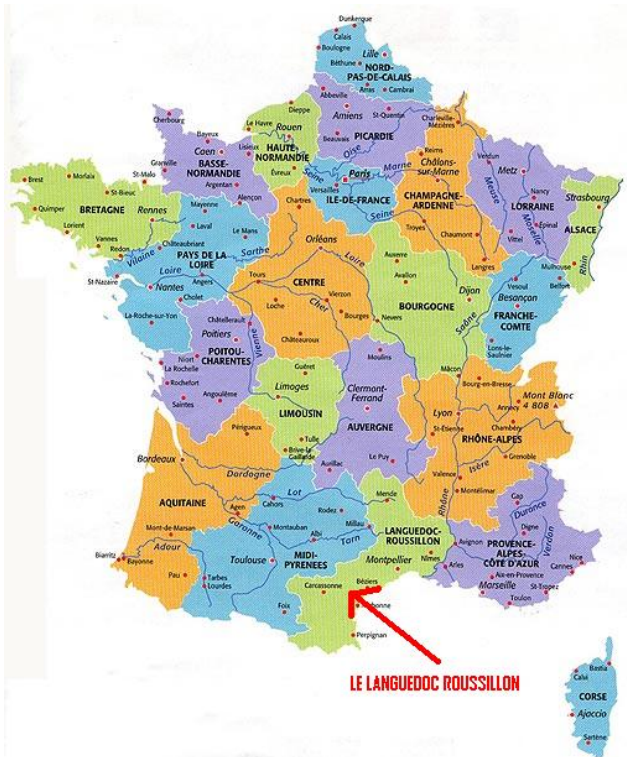 Dunkerque
Calais
Boulogne
Lille
Béthune
NORD-
PAS-DE-CALAIS
Arras
Cambrai
Abbeville
Amiens
St-Quentin
Charleville-
Mézières
Dieppe
Cherbourg
Le Havre
Rouen
Beauvais
PICARDIE
Oise
Bayeux
Caen
Lisieux
HAUTE
NORMANDIE
Reims
Verdun
Metz
Granville
BASSE-
NORMANDIE
Évreux
Seine
Paris
Marne
Châlons-
sur-Marne
Meuse
Nancy
Strasbourg
Argentan
Versailles
ILE-DE-FRANCE
CHAMPAGNE-
ARDENNE
LORRAINE
Brest
Morlaix
St-Malo
Alençon
Seine
Moselle
ALSACE
St-Brieuc
Mayenne
Chartres
Troyes
Chaumont
Vittel
Épinal
Rhin
Quimper
BRETAGNE
Rennes
Laval
Le Mans
Lorient
Vannes
Châteaubriant
Sarthe
Orléans
Loire
Auxerre
Langres
Mulhouse
Redon
Vilaine
PAYS DE LA
LOIRE
Avallon
Vesoul
Belfort
St-Nazaire
Loire
Angers
Tours
CENTRE
Dijon
Besançon
Nantes
Cholet
Loche
Cher
Vierzon
BOURGOGNE
Saône
FRANCHE-
COMTE
La-Roche-sur-Yon
Châtellerault
Bourges
Nevers
Poitiers
Vienne
Châteauroux
Lons-le-
Saulnier
Niort
POITOU-
CHARENTES
Moulins
Mâcon
La Rochelle
Guéret
Bourg-en-Bresse
Rochefort
Limoges
Clermont-
Ferrand
Mont Blanc
4 808
Saintes
Angoulême
LIMOUSIN
Lyon
Annecy
AUVERGNE
St-Étienne
Chambéry
Périgueux
Tulle
RHÔNE-ALPES
Bordeaux
Brive-la-
Gaillarde
Le Puy
Isère
Grenoble
Dordogne
Aurillac
Valence
Lot
Mende
Rhône
Montélimar
AQUITAINE
Agen
Cahors
Rodez
Gap
Mont-de-Marsan
Garonne
Montauban
Millau
LANGUEDOC-
ROUSSILLON
Durance
Albi
Tarn
Digne
Verdon
Biarritz
Adour
Bayonne
Toulouse
MIDI-
PYRENEES
Montpellier
Nîmes
Avignon
PROVENCE-
ALPES-
CÔTE D'AZUR
Nice
Pau
Tarbes
Lourdes
Carcassonne
Béziers
Arles
Aix-en-Provence
Cannes
Marseille
St-Tropez
Foix
Toulon
Perpignan
LE LANGUEDOC ROUSSILLON
Bastia
Calvi
CORSE
Ajaccio
Sartène